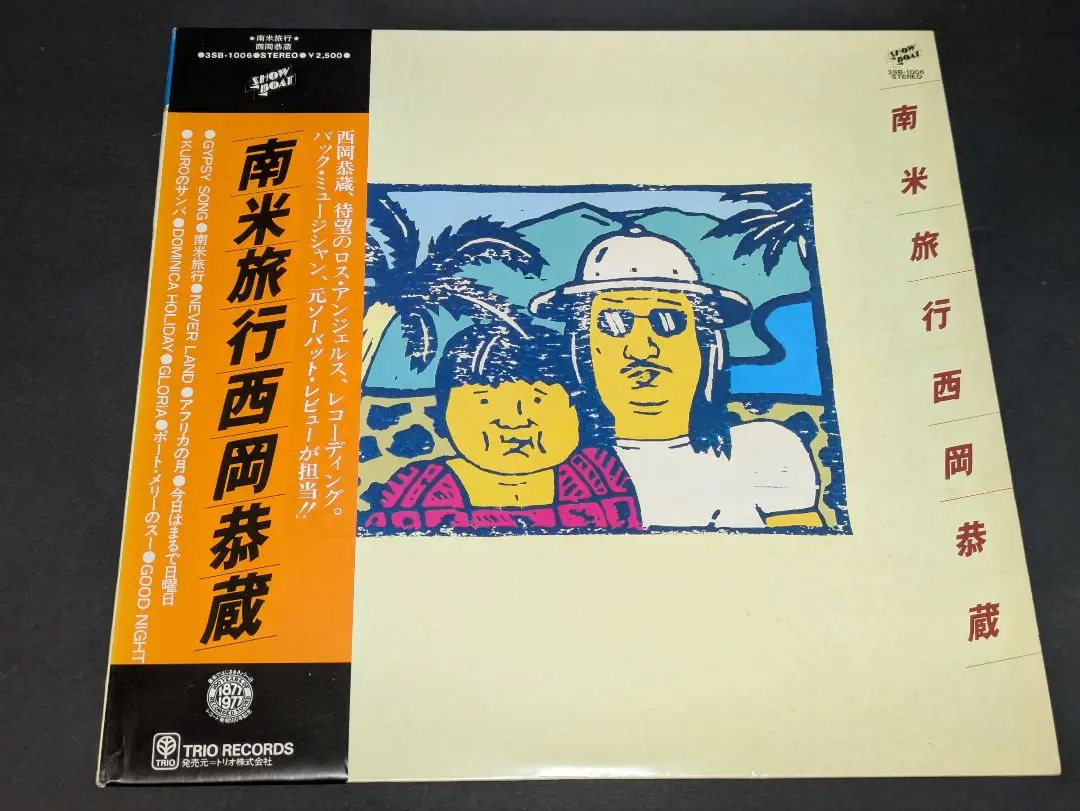 ★南米旅行★
西岡恭蔵
●3SB-1006●STEREO●¥2,500●
SHOW BOAT
西岡恭蔵、待望のロス・アンジェルス、レコーディング。
バック・ミュージシャン、元ソーバット・レビューが担当!!
南米旅行西岡恭蔵
●GYPSY SONG●南米旅行●NEVER LAND●アフリカの月●今日はまるで日曜日
●KUROのサンバ●DOMINICA HOLIDAY●GLORIA●ポート・メリーのスー●GOOD NIGHT
100 YEARS OF
1877
1977
RECORDED SOUND
TRIO
TRIO RECORDS
発売元=トリオ株式会社
SHOW BOAT
3SB-1006
STEREO
南米旅行西岡恭蔵